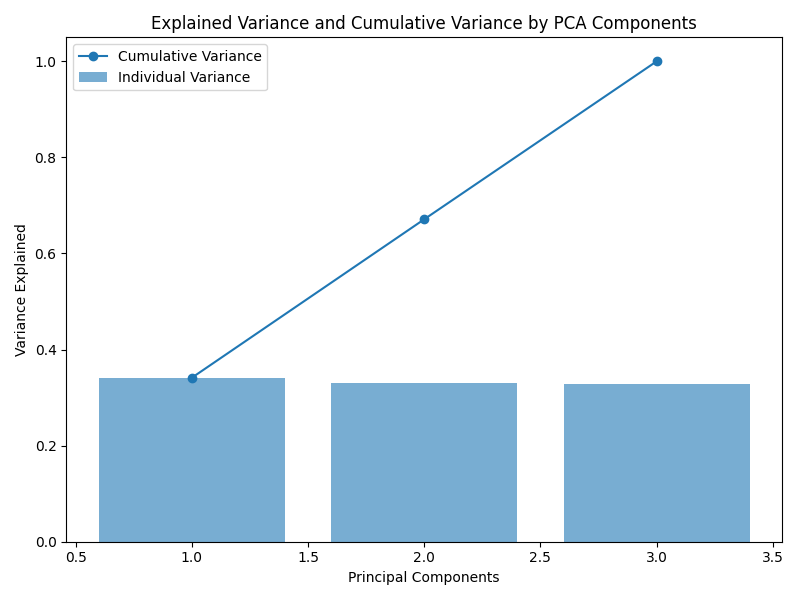 Explained Variance and Cumulative Variance by PCA Components
Cumulative Variance
Individual Variance
1.0
0.8
0.6
0.4
0.2
0.0
Variance Explained
0.5 1.0 1.5 2.0 2.5 3.0 3.5
Principal Components